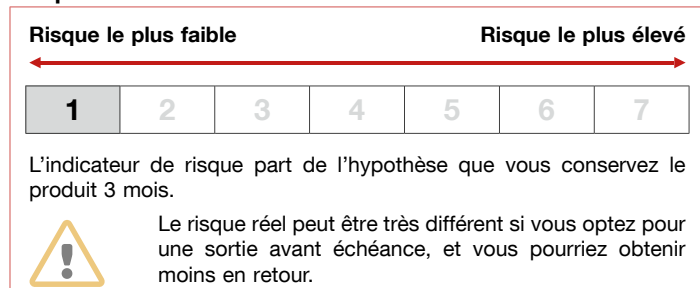 Risque le plus faible Risque le plus élevé
1 2 3 4 5 6 7
L'indicateur de risque part de l'hypothèse que vous conservez le
produit 3 mois.
Le risque réel peut être très différent si vous optez pour
une sortie avant échéance, et vous pourriez obtenir
moins en retour.